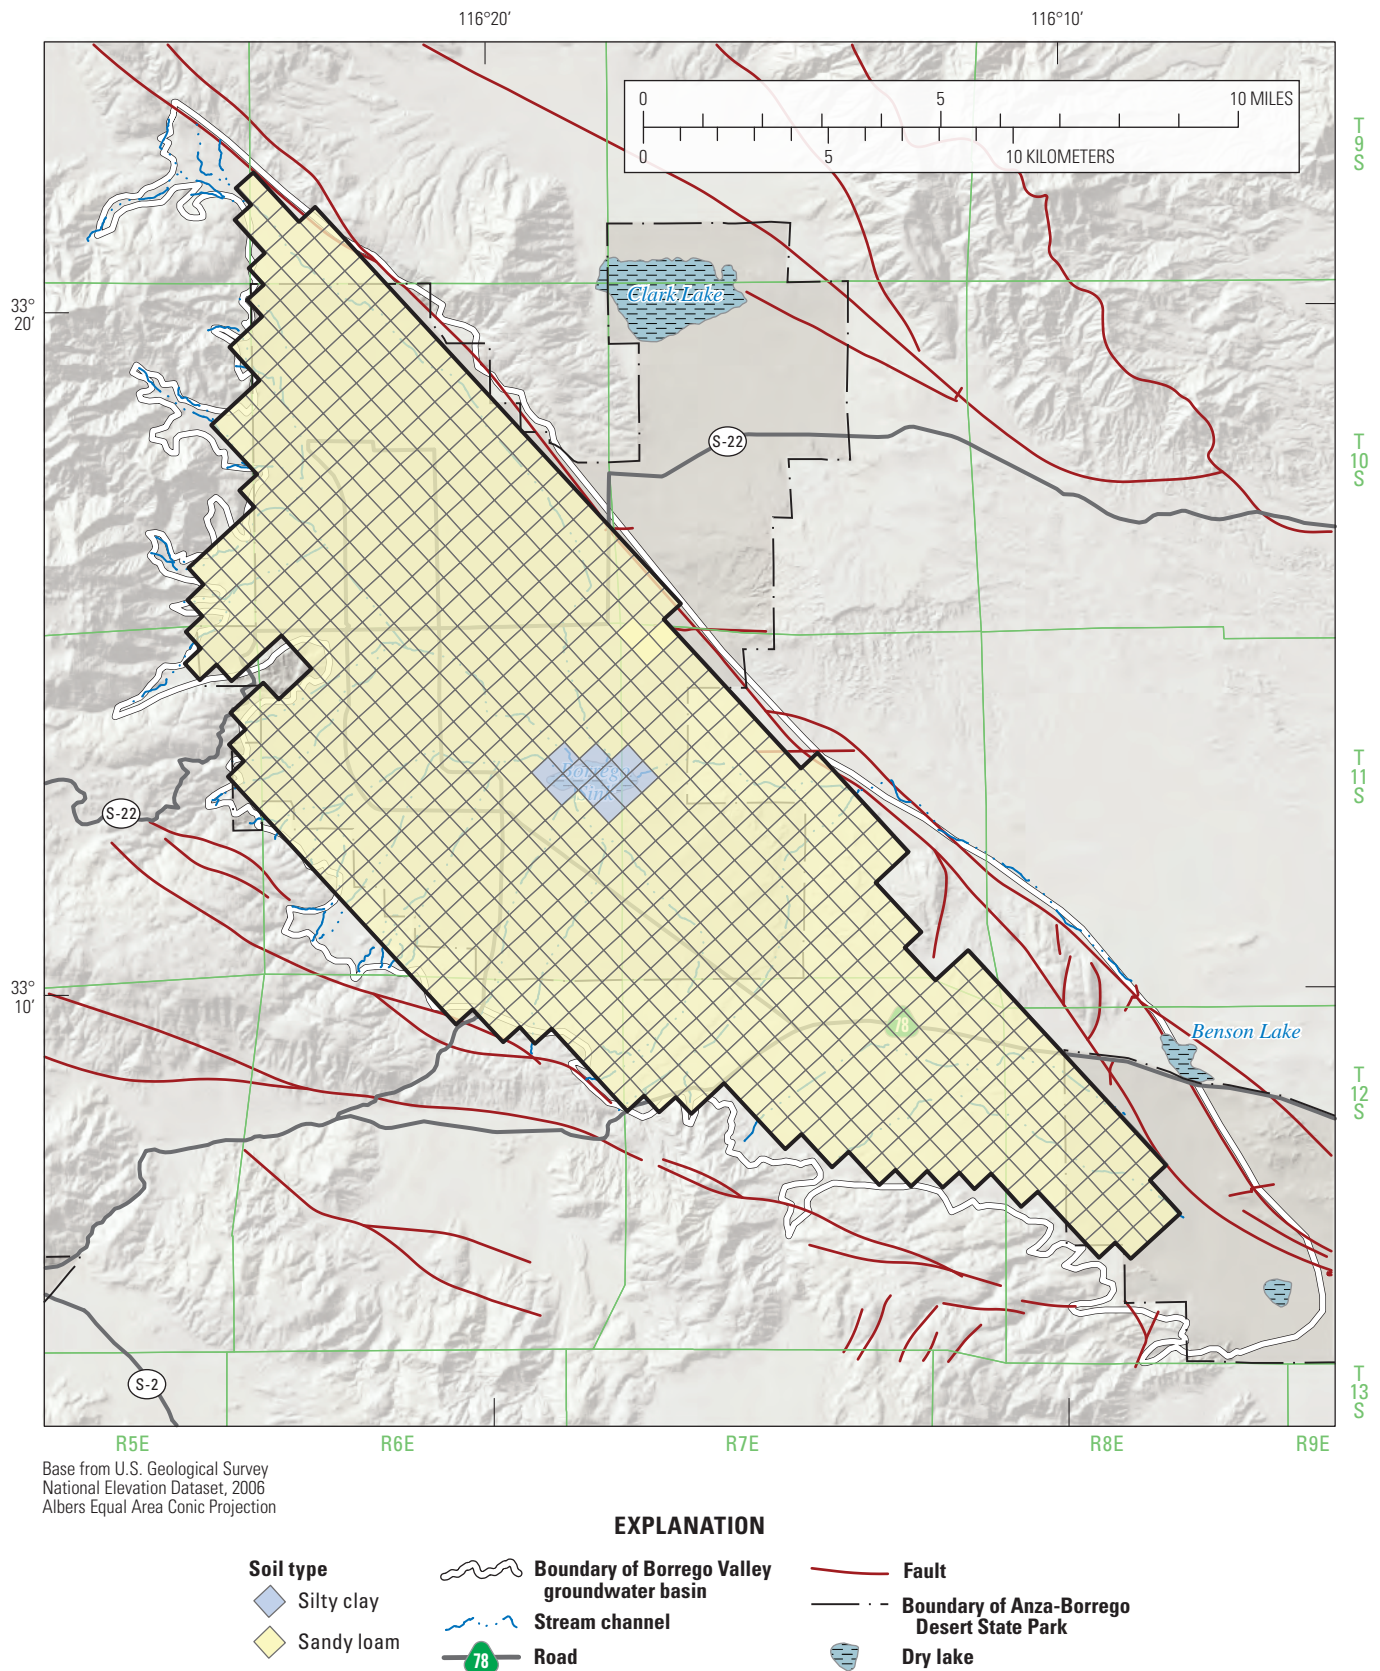 116°20′
116°10′
0 5 10 MILES
0 5 10 KILOMETERS
T
9
S
33°
20′
Clark Lake
S-22
T
10
S
Borrego
Sink
T
11
S
S-22
33°
10′
78
Benson Lake
T
12
S
S-2
T
13
S
R5E R6E R7E R8E R9E
Base from U.S. Geological Survey
National Elevation Dataset, 2006
Albers Equal Area Conic Projection
EXPLANATION
Soil type
Silty clay
Sandy loam
Boundary of Borrego Valley
groundwater basin
Stream channel
78 Road
Fault
Boundary of Anza-Borrego
Desert State Park
Dry lake